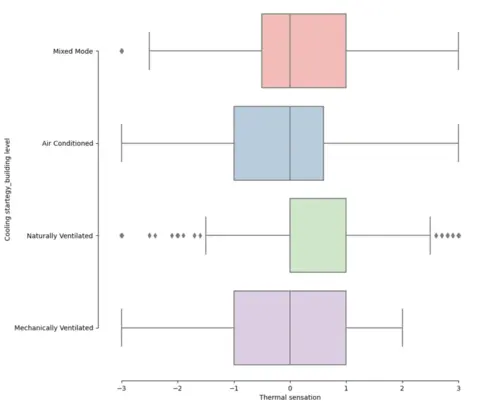 Mixed Mode
Air Conditioned
Cooling startegy_building level
Naturally Ventilated
Mechanically Ventilated
−3 −2 −1 0 1 2 3
Thermal sensation